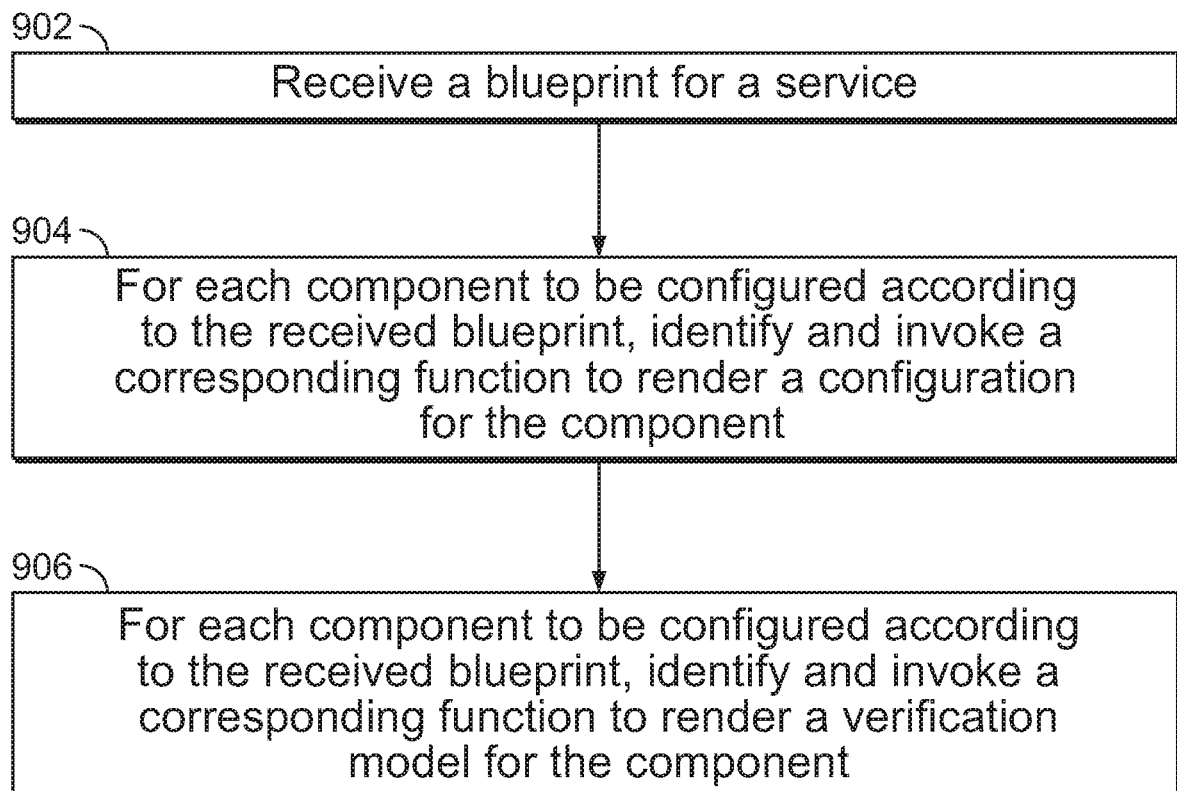 902
Receive a blueprint for a service
904
For each component to be configured according
to the received blueprint, identify and invoke a
corresponding function to render a configuration
for the component
906
For each component to be configured according
to the received blueprint, identify and invoke a
corresponding function to render a verification
model for the component